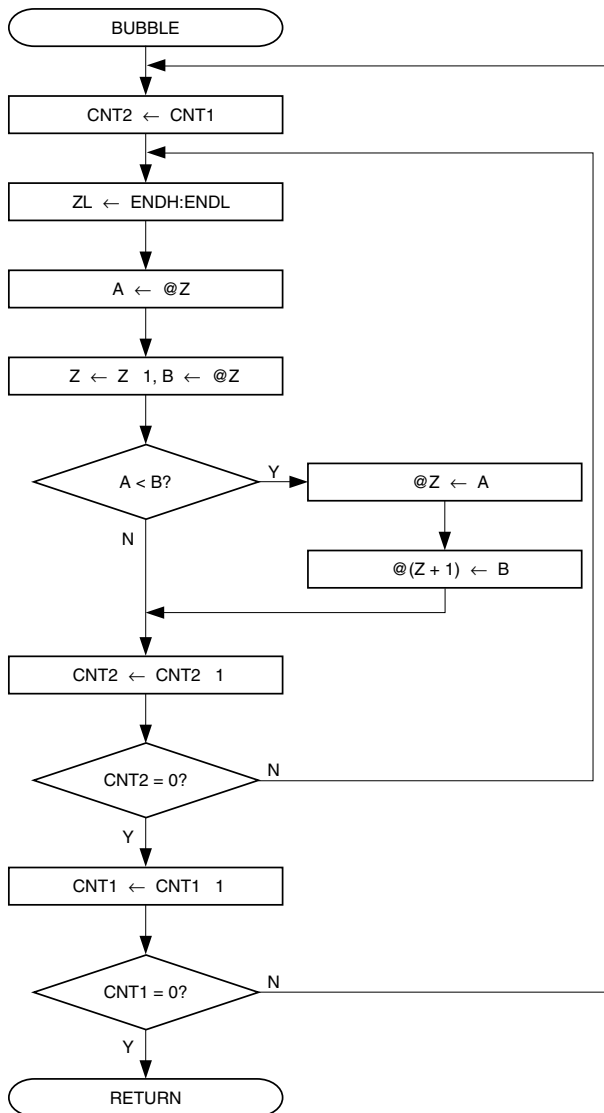 BUBBLE
CNT2 ← CNT1
ZL ← ENDH:ENDL
A ← @Z
Z ← Z 1, B ← @Z
A < B?
Y
@Z ← A
N
@(Z + 1) ← B
CNT2 ← CNT2 1
CNT2 = 0?
N
Y
CNT1 ← CNT1 1
CNT1 = 0?
N
Y
RETURN